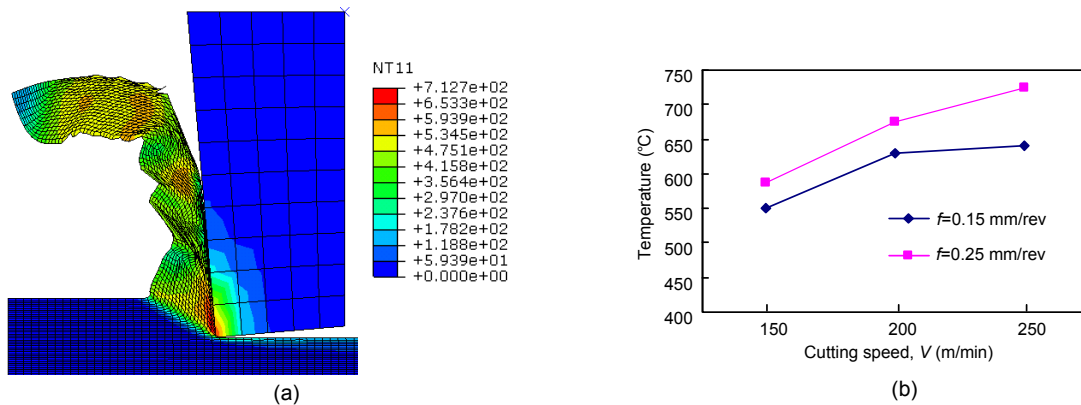 NT11
+7.127e+02
+6.533e+02
+5.939e+02
+5.345e+02
+4.751e+02
+4.158e+02
+3.564e+02
+2.970e+02
+2.376e+02
+1.782e+02
+1.188e+02
+5.939e+01
+0.000e+00
(a)
Temperature (°C)
750
700
650
600
550
500
450
400
f=0.15 mm/rev
f=0.25 mm/rev
150 200 250
Cutting speed, V (m/min)
(b)